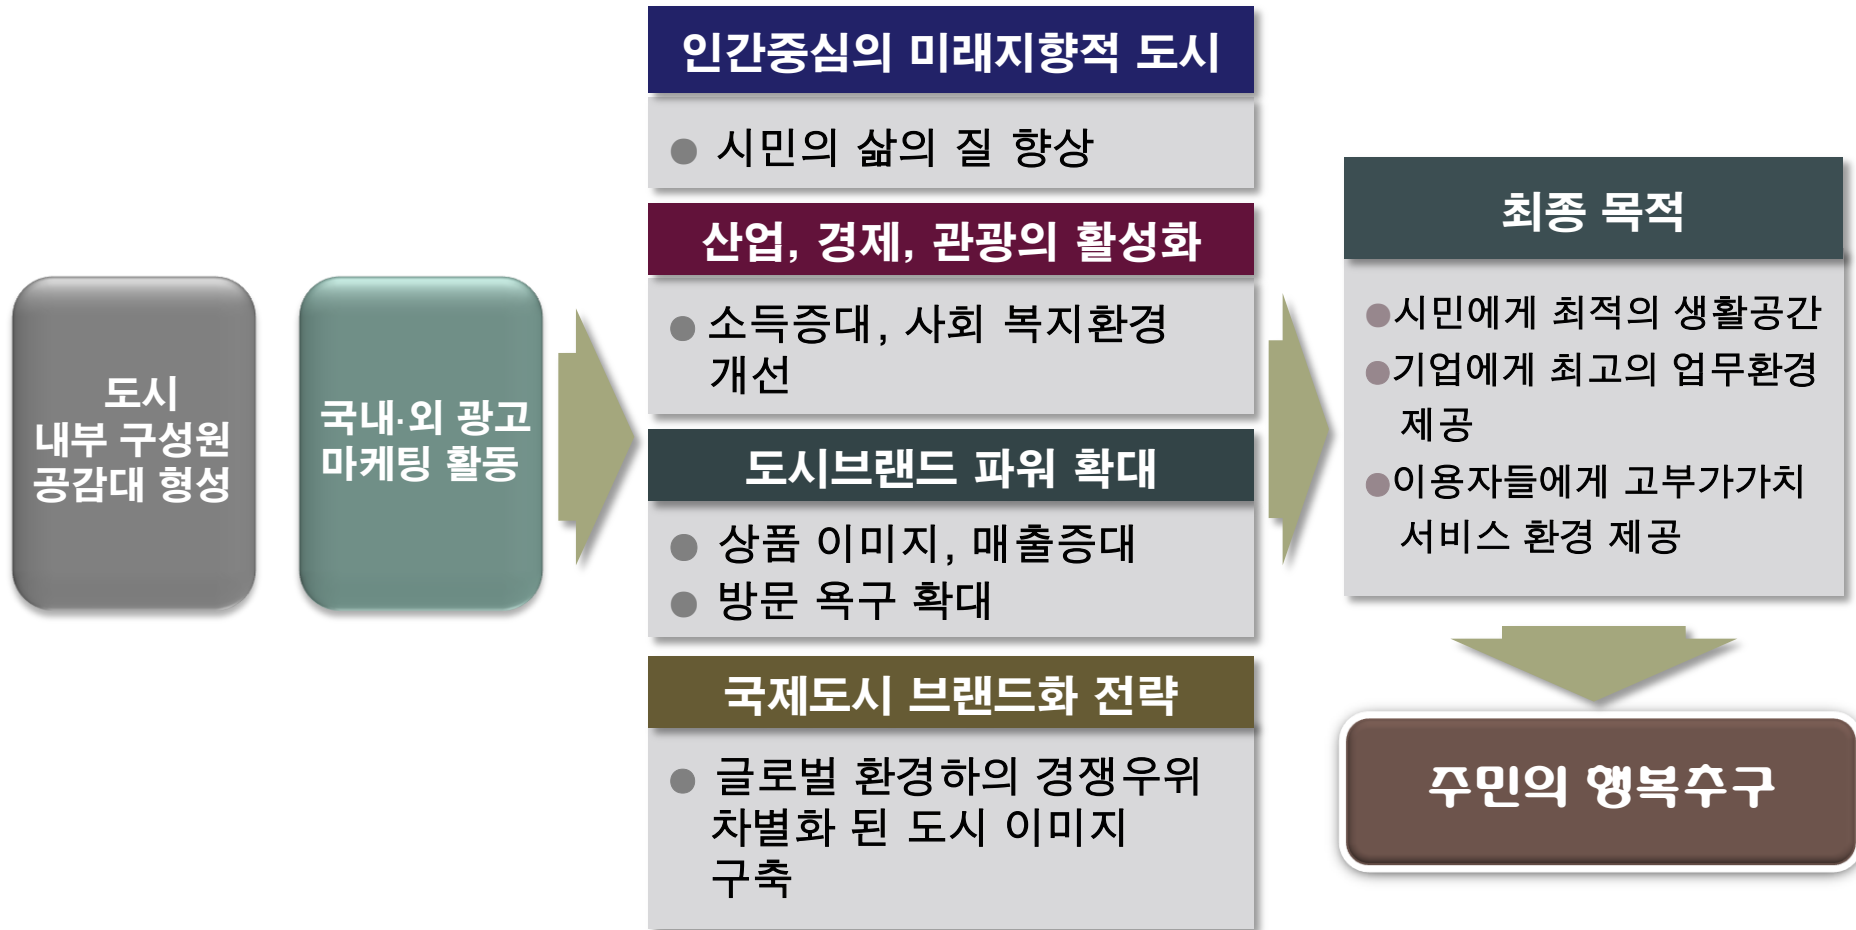 도시
내부 구성원
공감대 형성
국내·외 광고
마케팅 활동
인간중심의 미래지향적 도시
● 시민의 삶의 질 향상
산업, 경제, 관광의 활성화
● 소득증대, 사회 복지환경
개선
도시브랜드 파워 확대
● 상품 이미지, 매출증대
● 방문 욕구 확대
국제도시 브랜드화 전략
● 글로벌 환경하의 경쟁우위
차별화 된 도시 이미지
구축
최종 목적
●시민에게 최적의 생활공간
●기업에게 최고의 업무환경
제공
●이용자들에게 고부가가치
서비스 환경 제공
주민의 행복추구